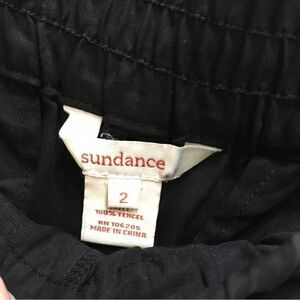 sundance
2
100% TENCEL
RN 106205
MADE IN CHINA